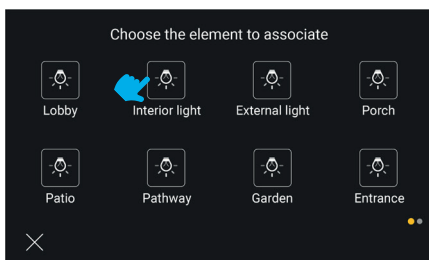 Choose the element to associate
Lobby Interior light External light Porch
Patio Pathway Garden Entrance